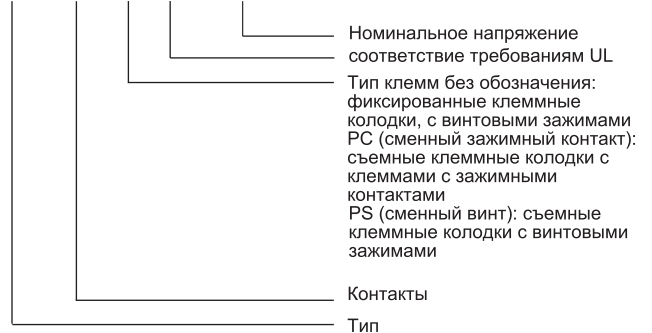 Номинальное напряжение
соответствие требованиям UL
Тип клемм без обозначения:
фиксированные клеммные
колодки, с винтовыми зажимами
PC (сменный зажимный контакт):
съемные клеммные колодки с
клеммами с зажимными
контактами
PS (сменный винт): съемные
клеммные колодки с винтовыми
зажимами
Контакты
Тип